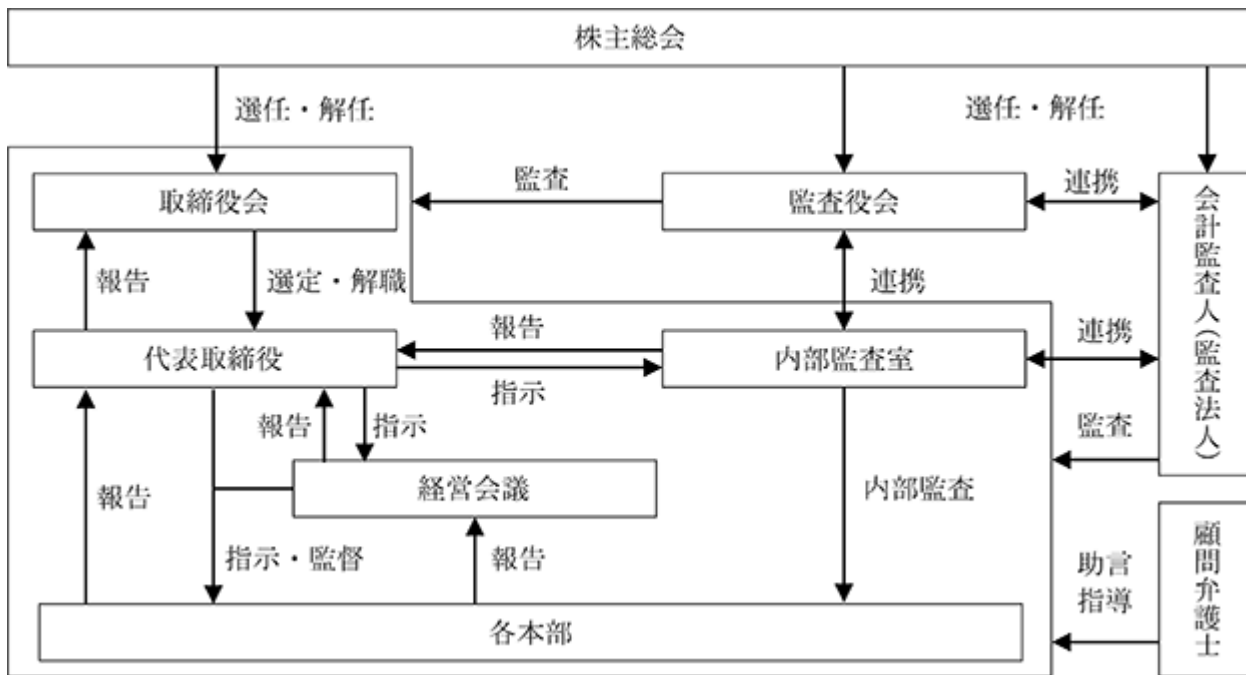 株主総会
選任・解任
選任・解任
取締役会
監査
監査役会
連携
会計監査人(監査法人)
報告
選定・解職
連携
代表取締役
報告
指示
内部監査室
連携
報告
指示
監査
経営会議
報告
内部監査
指示・監督
報告
助言
指導
顧問弁護士
各本部